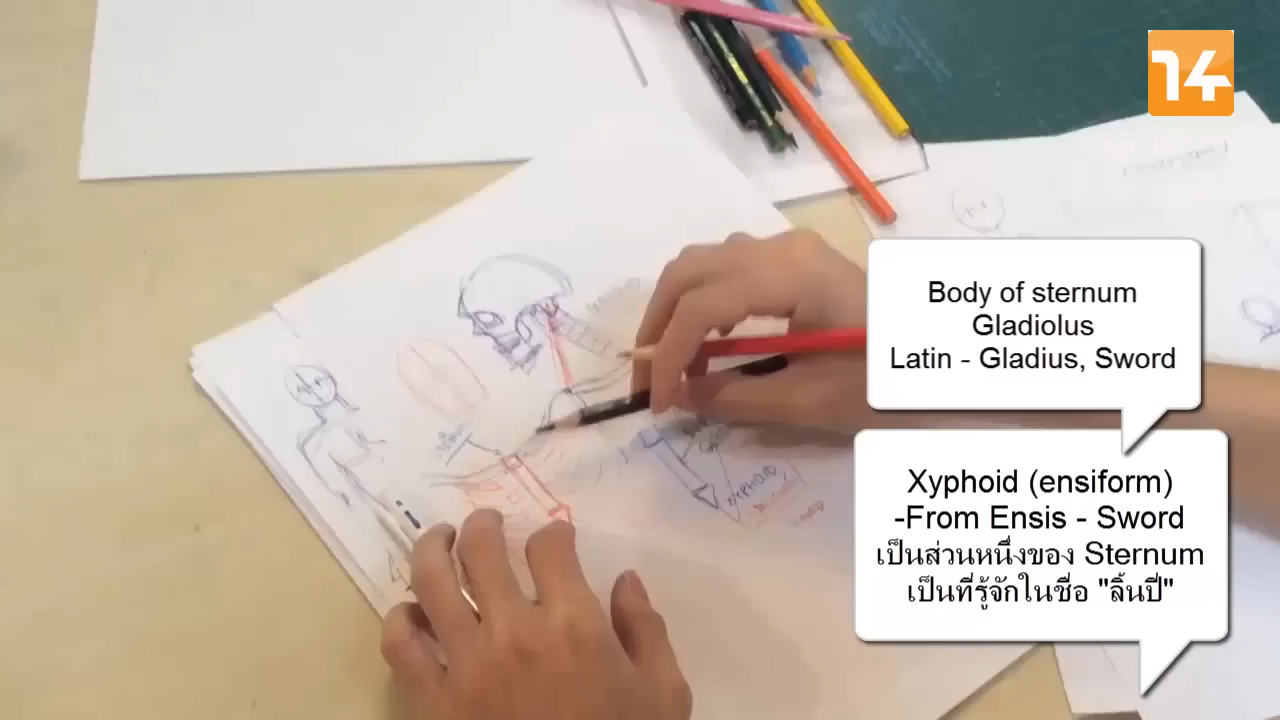 14
Body of sternum
Gladiolus
Latin - Gladius, Sword
Xyphoid (ensiform)
-From Ensis - Sword
เป็นส่วนหนึ่งของ Sternum
เป็นที่รู้จักในชื่อ "ลิ้นปี่"
XYPHOID